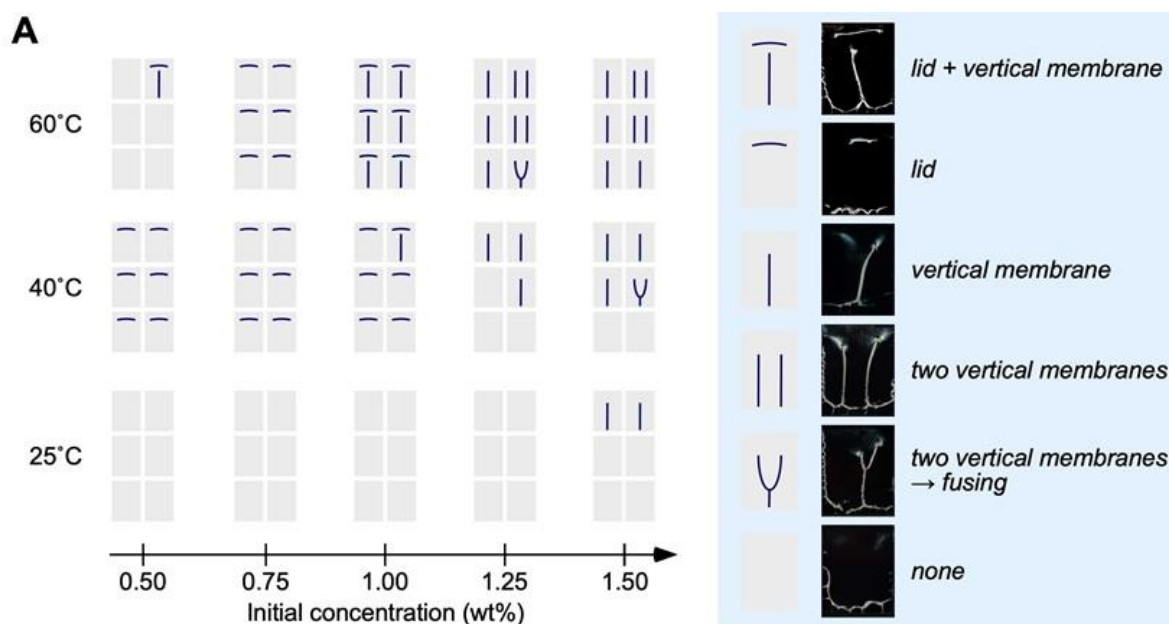 A
60˚C
40˚C
25˚C
0.50 0.75 1.00 1.25 1.50
Initial concentration (wt%)
lid + vertical membrane
lid
vertical membrane
two vertical membranes
two vertical membranes
→ fusing
none